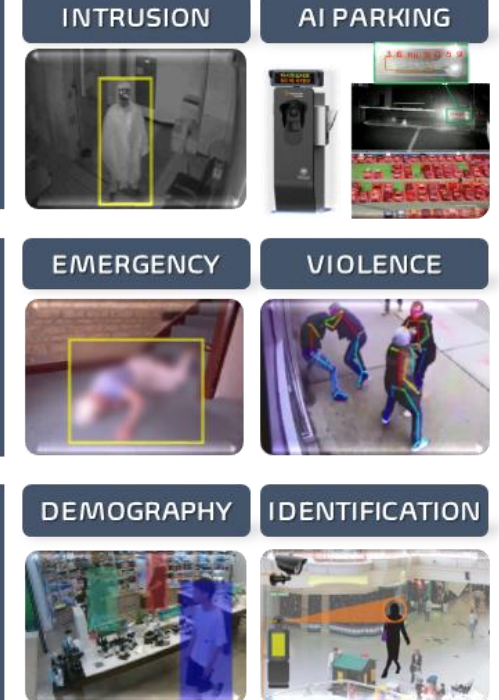 INTRUSION
AI PARKING
EMERGENCY
VIOLENCE
DEMOGRAPHY
IDENTIFICATION